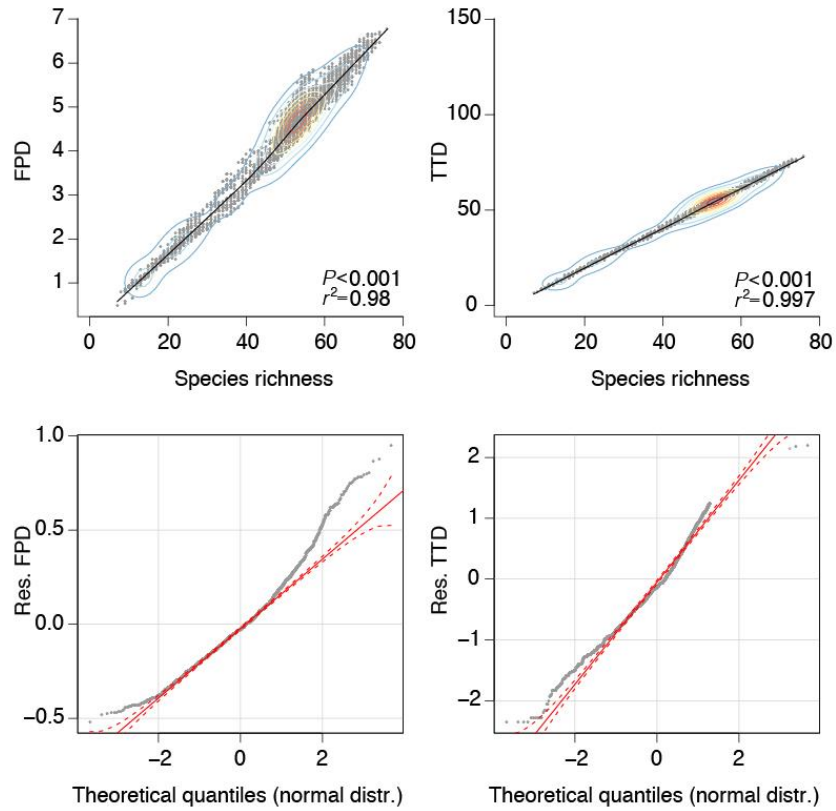 7
6
5
4
3
2
1
FPD
P<0.001
r²=0.98
0 20 40 60 80
Species richness
150
100
50
0
TTD
P<0.001
r²=0.997
0 20 40 60 80
Species richness
1.0
0.5
0.0
−0.5
Res. FPD
−2 0 2
Theoretical quantiles (normal distr.)
2
1
0
−1
−2
Res. TTD
−2 0 2
Theoretical quantiles (normal distr.)